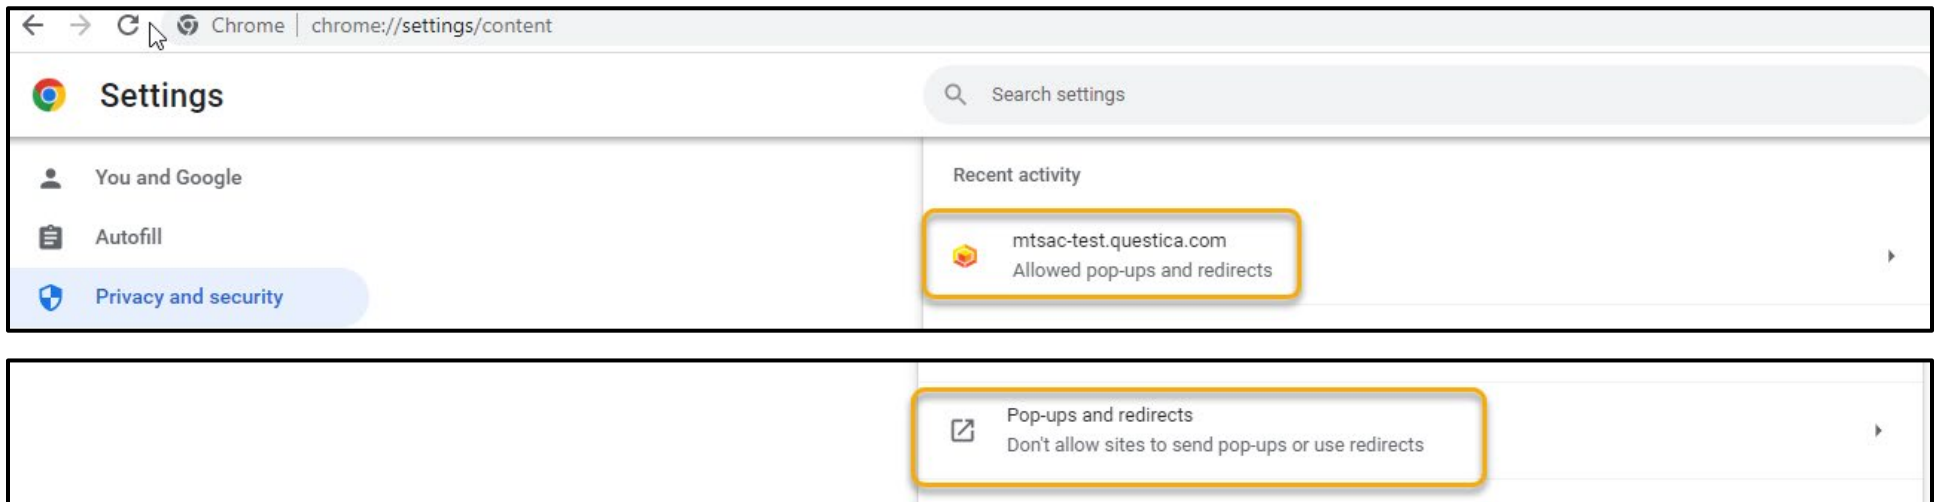 Chrome | chrome://settings/content
Settings
Search settings
You and Google
Autofill
Privacy and security
Recent activity
mtsac-test.questica.com
Allowed pop-ups and redirects
Pop-ups and redirects
Don't allow sites to send pop-ups or use redirects